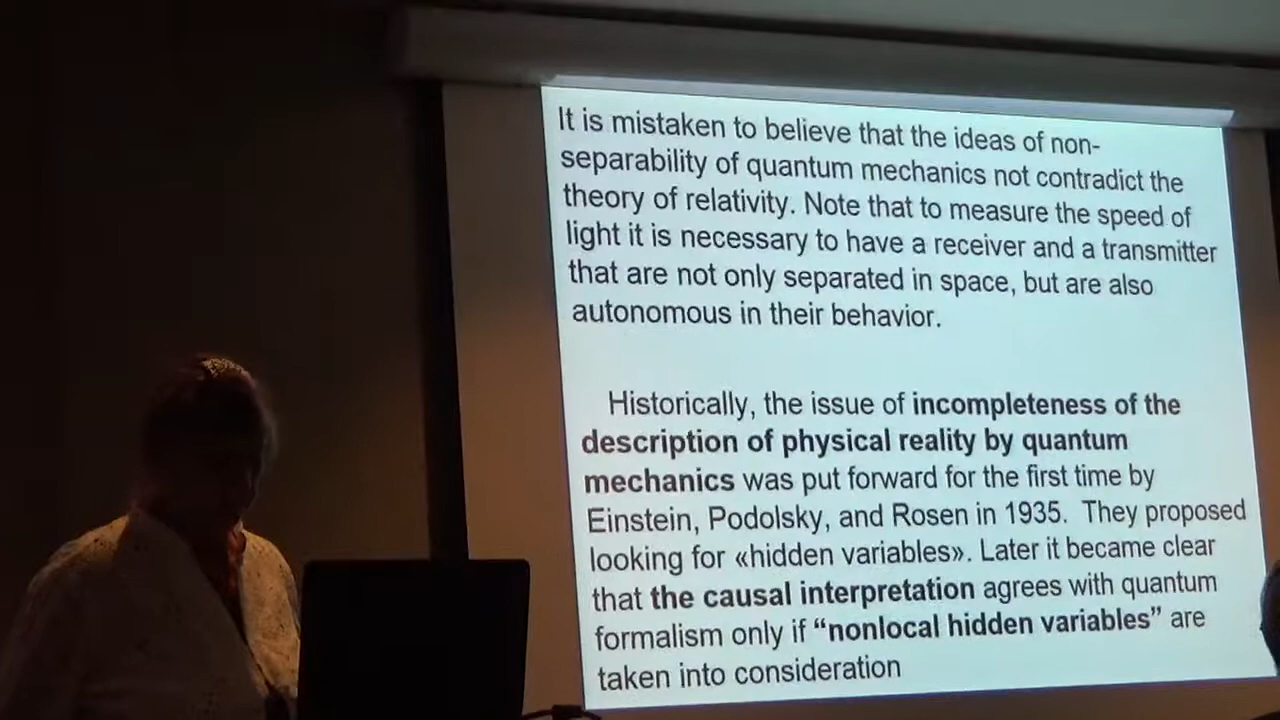 It is mistaken to believe that the ideas of non-
separability of quantum mechanics not contradict the
theory of relativity. Note that to measure the speed of
light it is necessary to have a receiver and a transmitter
that are not only separated in space, but are also
autonomous in their behavior.
Historically, the issue of incompleteness of the
description of physical reality by quantum
mechanics was put forward for the first time by
Einstein, Podolsky, and Rosen in 1935. They proposed
looking for «hidden variables». Later it became clear
that the causal interpretation agrees with quantum
formalism only if “nonlocal hidden variables” are
taken into consideration